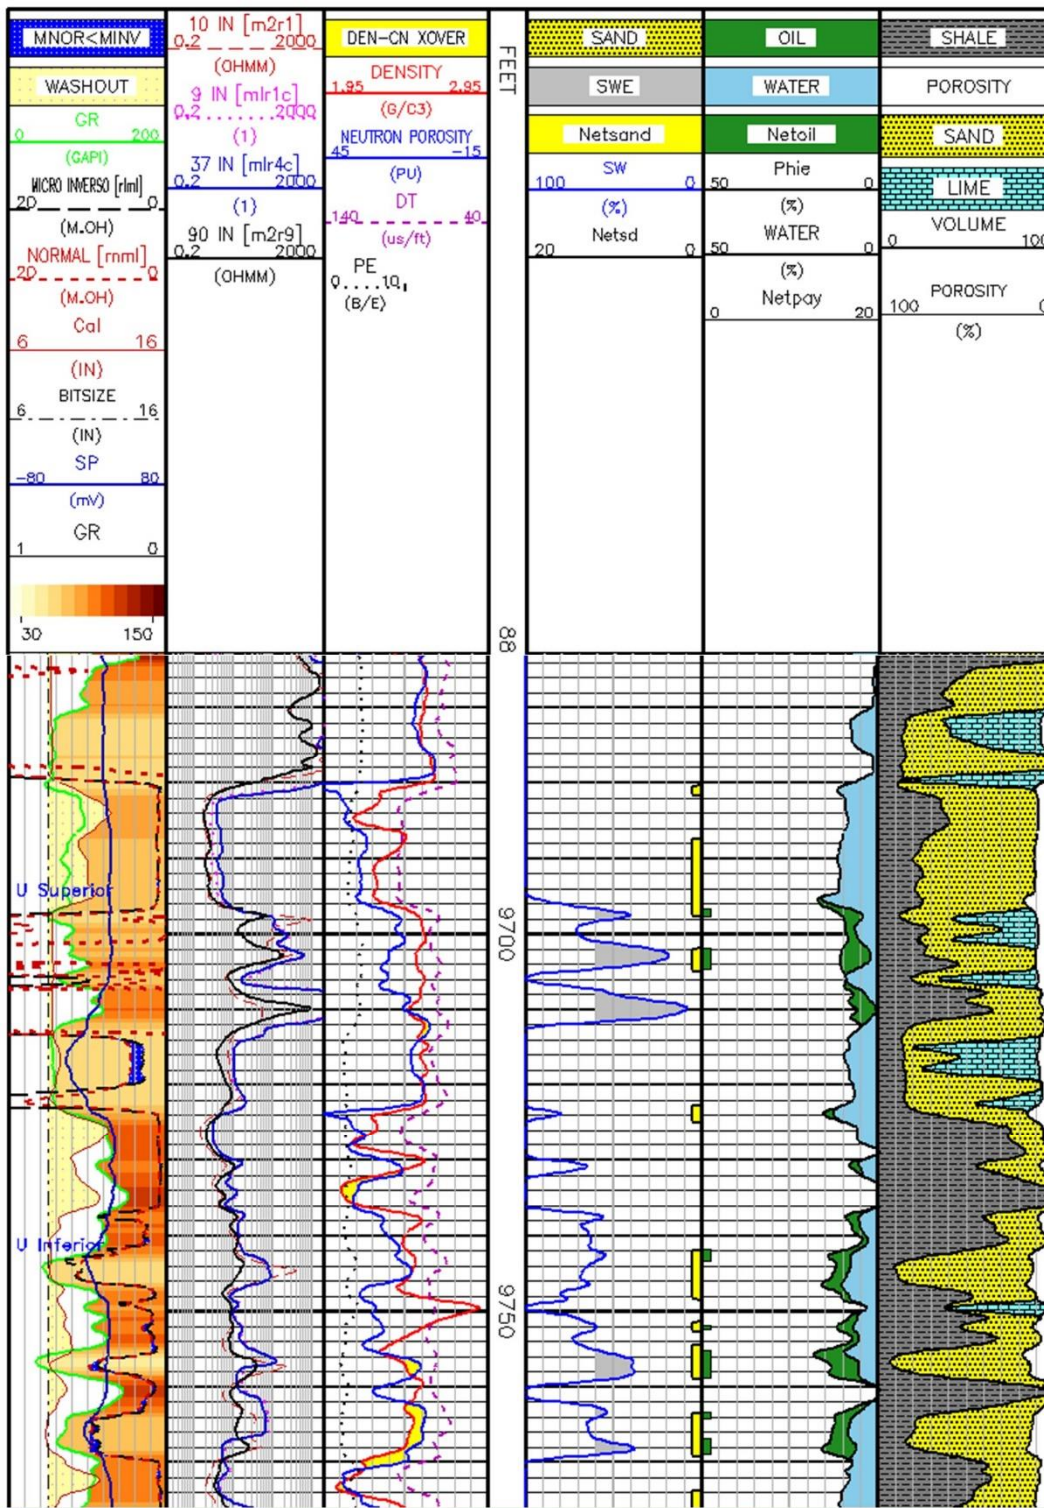 MNOR<MINV
WASHOUT
GR
0 200
(GAPI)
MICRO INVERSO [rlml]
20 0
(M.OH)
NORMAL [rnml]
20 0
(M.OH)
Cal
6 16
(IN)
BITSIZE
6 16
(IN)
SP
-80 80
(mV)
GR
1 0
30 150
10 IN [m2r1]
0.2 2000
(OHMM)
9 IN [mlr1c]
0.2 2000
(1)
37 IN [mlr4c]
0.2 2000
(1)
90 IN [m2r9]
0.2 2000
(OHMM)
DEN-CN XOVER
DENSITY
1.95 2.95
(G/C3)
NEUTRON POROSITY
45 -15
(PU)
DT
140 40
(us/ft)
PE
0....10
(B/E)
FEET
88
SAND
SWE
Netsand
SW
100 0
(%)
Netsd
20 0
OIL
WATER
Netoil
Phie
50 0
(%)
WATER
50 0
(%)
Netpay
0 20
SHALE
POROSITY
SAND
LIME
VOLUME
0 100
POROSITY
100 0
(%)
U Superior
9700
U Inferior
9750